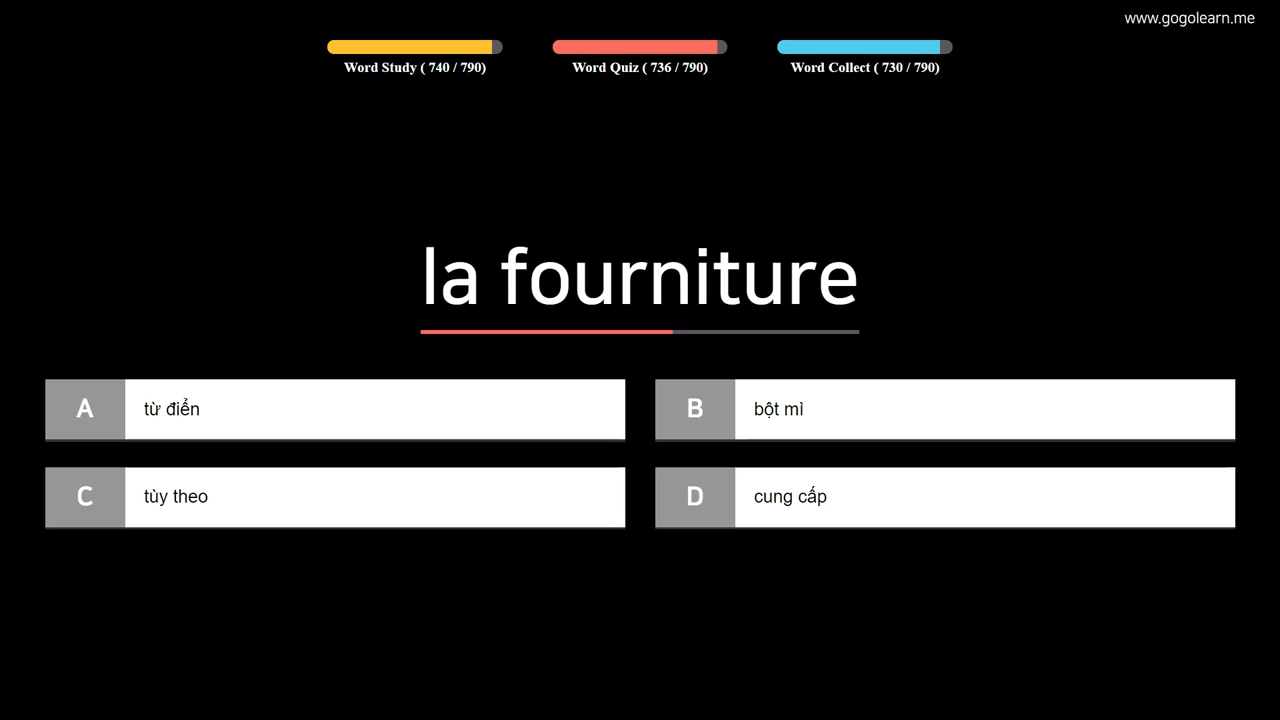 www.gogolearn.me
Word Study ( 740 / 790)
Word Quiz ( 736 / 790)
Word Collect ( 730 / 790)
la fourniture
A từ điển
B bột mì
C tùy theo
D cung cấp